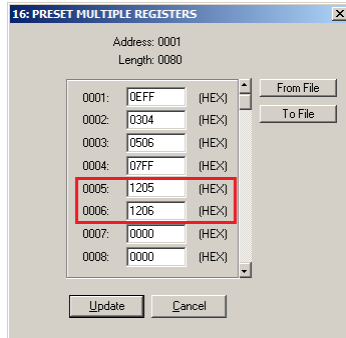 16: PRESET MULTIPLE REGISTERS
Address: 0001
Length: 0080
From File
To File
0001: 0EFF (HEX)
0002: 0304 (HEX)
0003: 0506 (HEX)
0004: 07FF (HEX)
0005: 1205 (HEX)
0006: 1206 (HEX)
0007: 0000 (HEX)
0008: 0000 (HEX)
Update Cancel